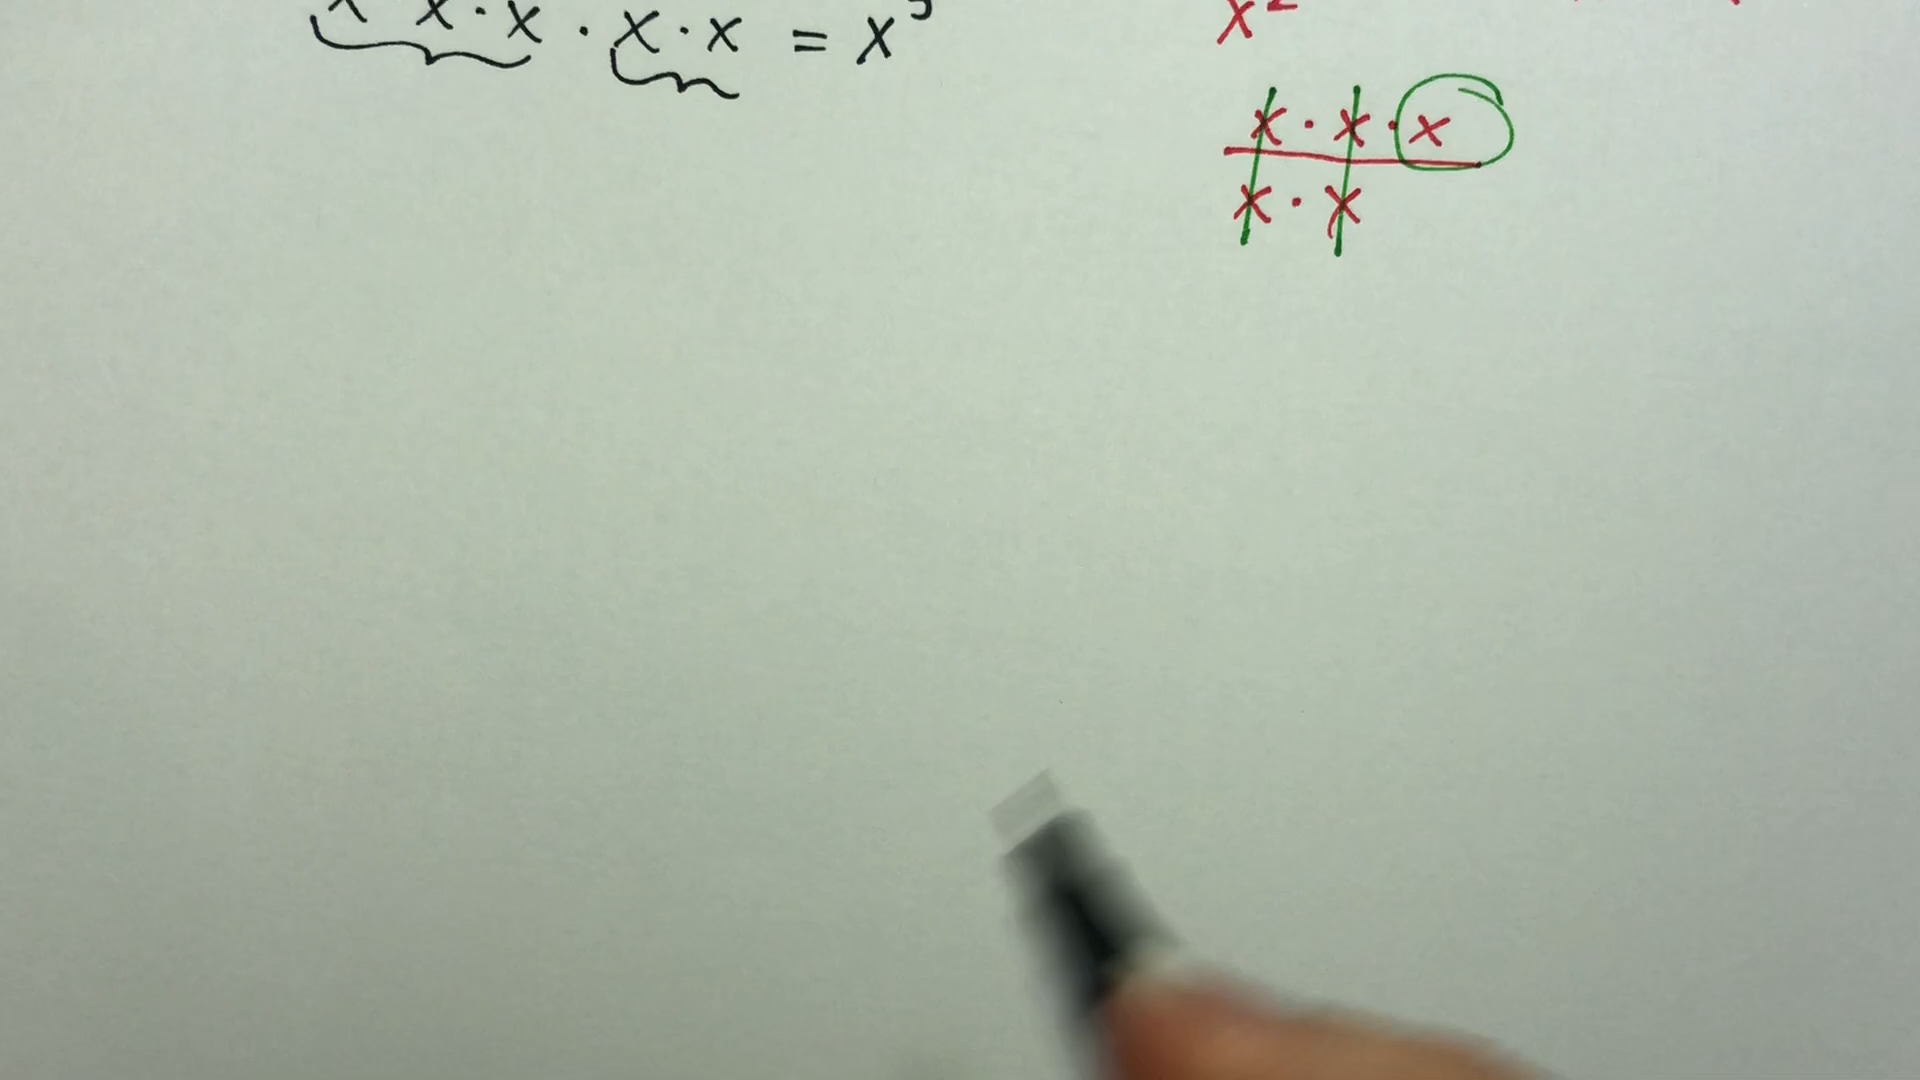 x · x · x · x · x = x⁵
x²
x · x · x
x · x